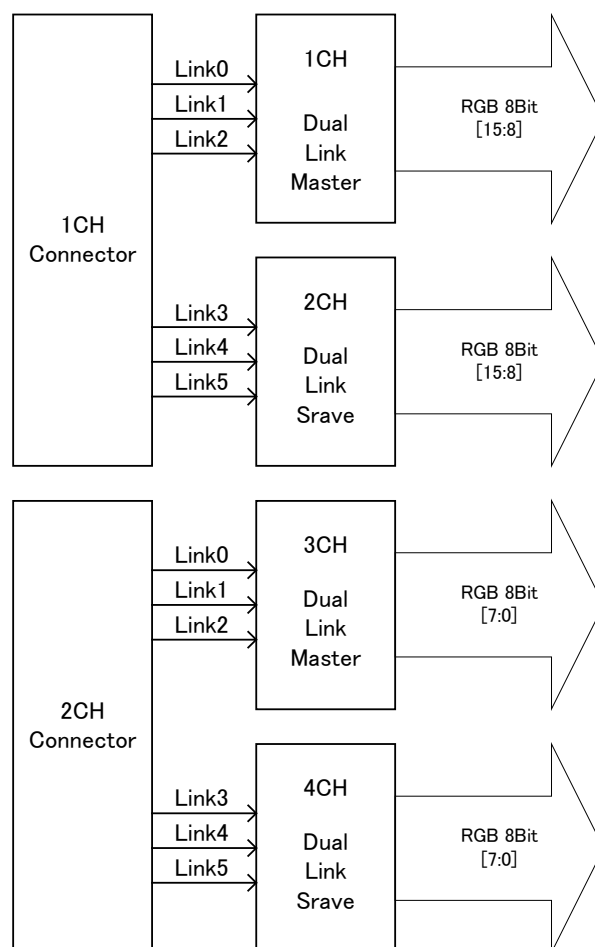 1CH
Connector
Link0
Link1
Link2
1CH
Dual
Link
Master
RGB 8Bit
[15:8]
Link3
Link4
Link5
2CH
Dual
Link
Srave
RGB 8Bit
[15:8]
2CH
Connector
Link0
Link1
Link2
3CH
Dual
Link
Master
RGB 8Bit
[7:0]
Link3
Link4
Link5
4CH
Dual
Link
Srave
RGB 8Bit
[7:0]